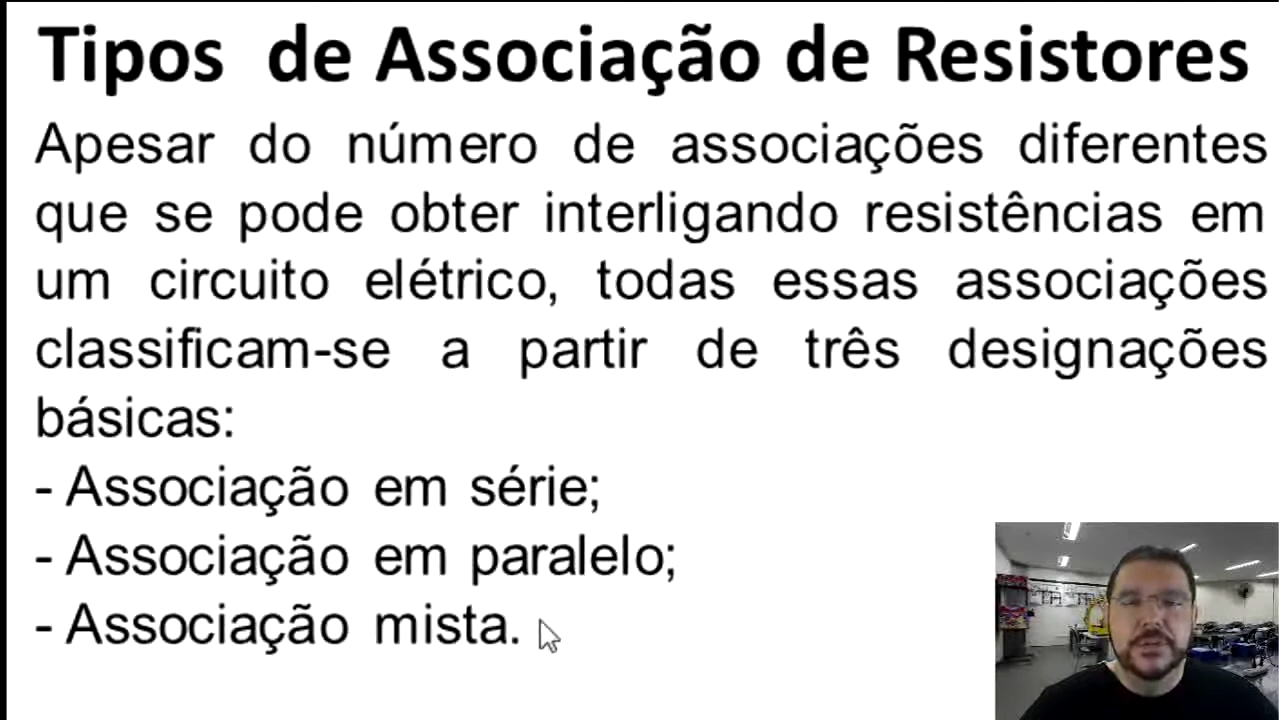 Tipos de Associação de Resistores
Apesar do número de associações diferentes
que se pode obter interligando resistências em
um circuito elétrico, todas essas associações
classificam-se a partir de três designações
básicas:
- Associação em série;
- Associação em paralelo;
- Associação mista.